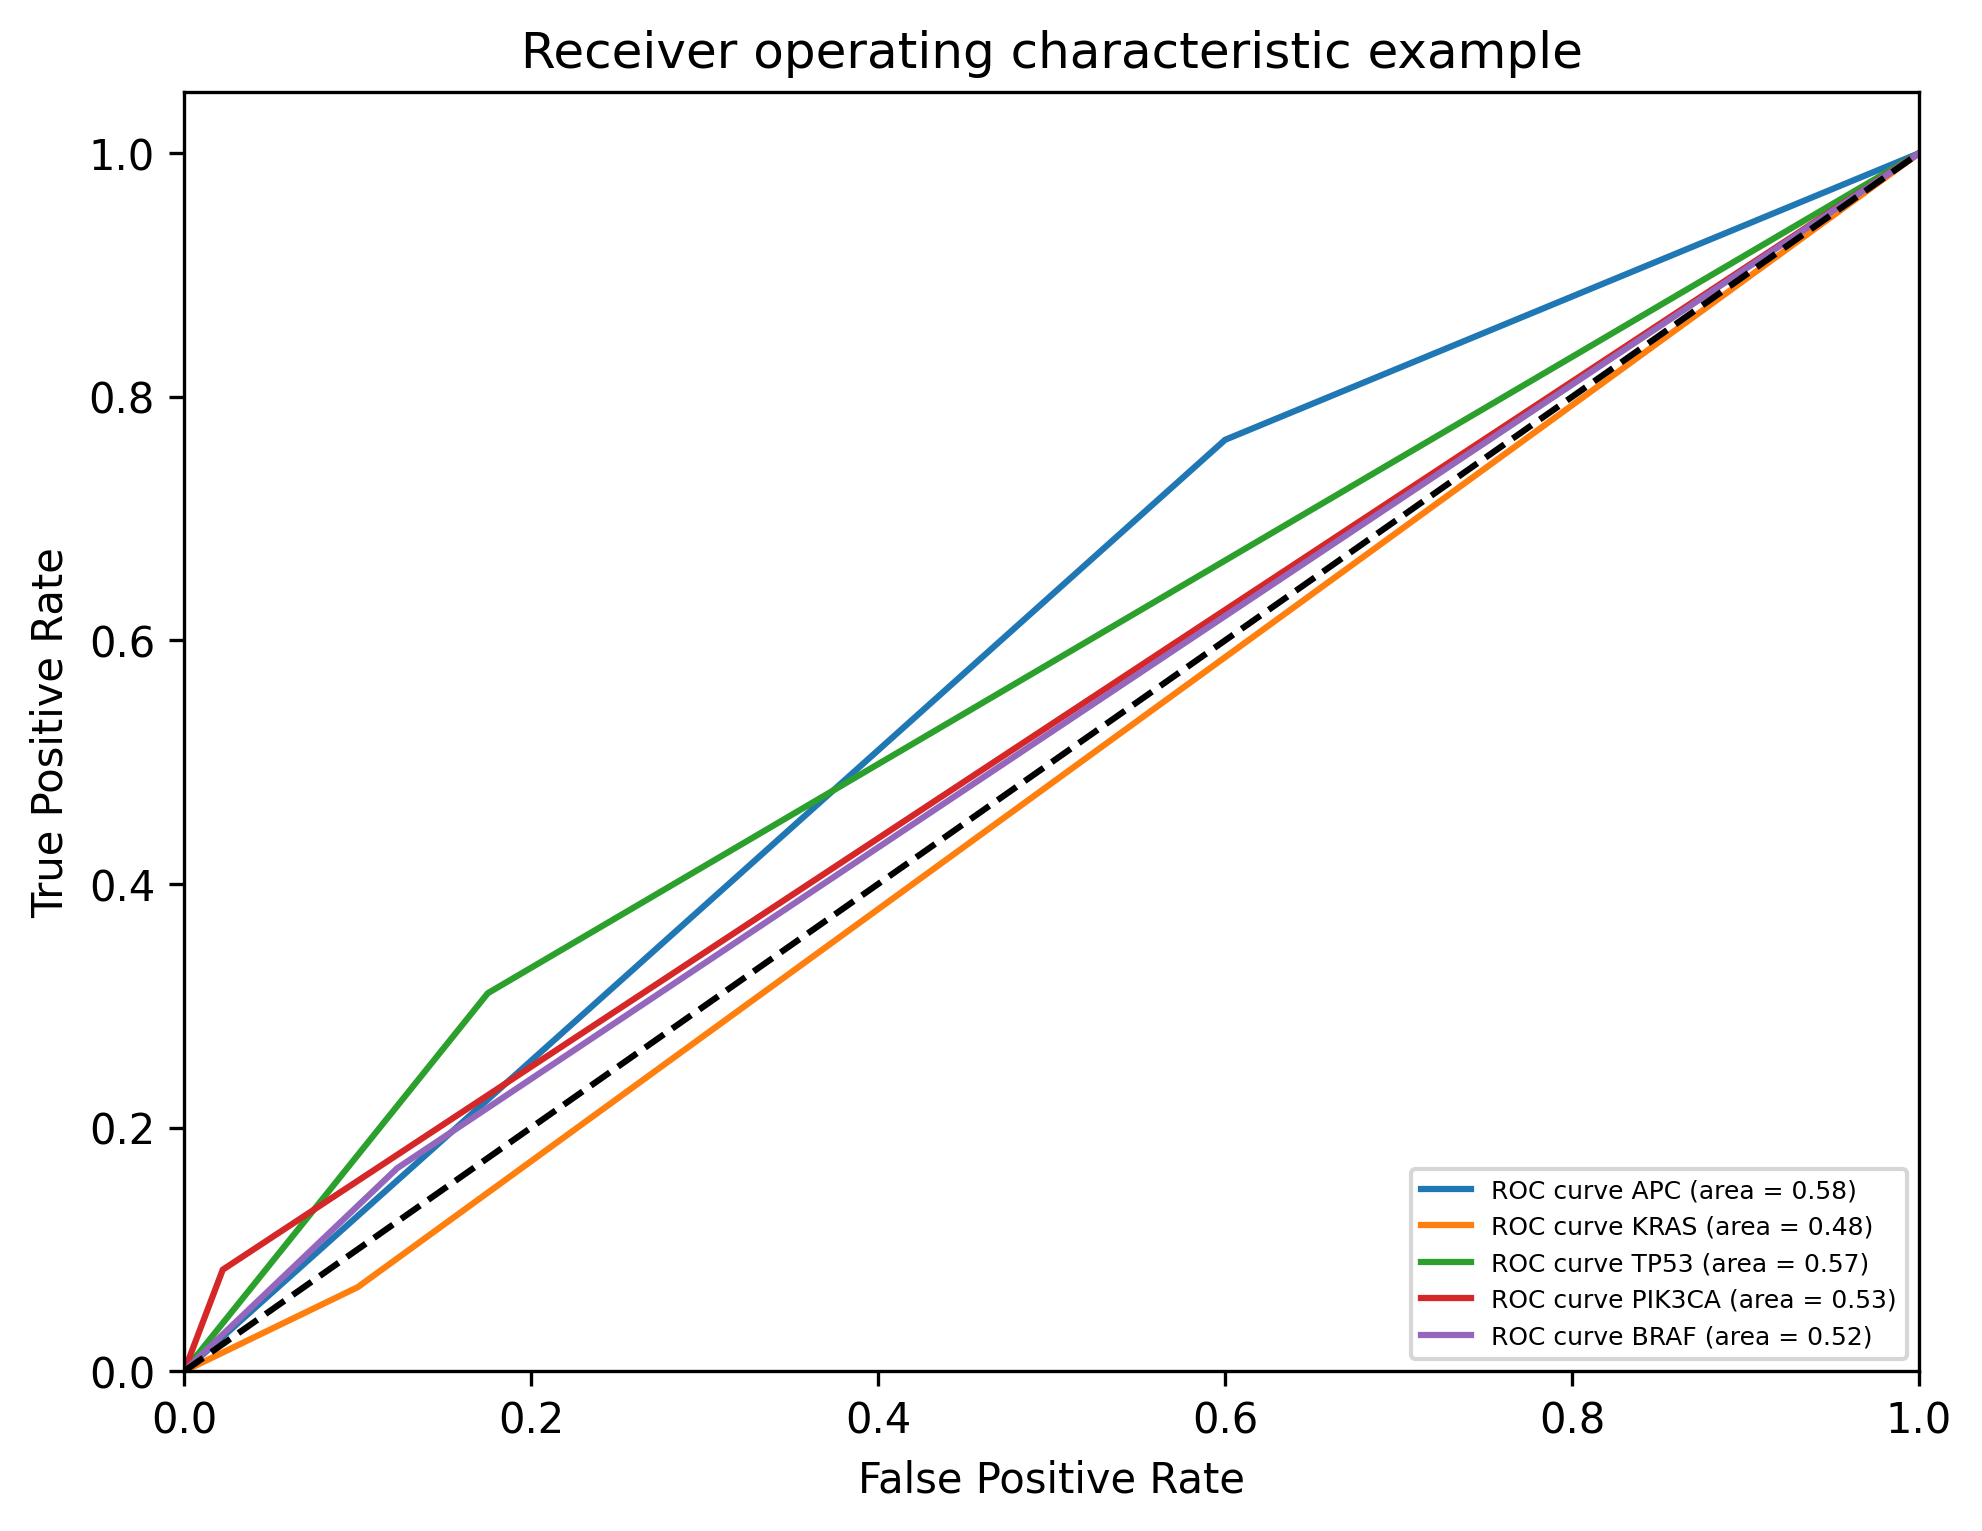 Receiver operating characteristic example
True Positive Rate
1.0
0.8
0.6
0.4
0.2
0.0
0.0 0.2 0.4 0.6 0.8 1.0
False Positive Rate
ROC curve APC (area = 0.58)
ROC curve KRAS (area = 0.48)
ROC curve TP53 (area = 0.57)
ROC curve PIK3CA (area = 0.53)
ROC curve BRAF (area = 0.52)